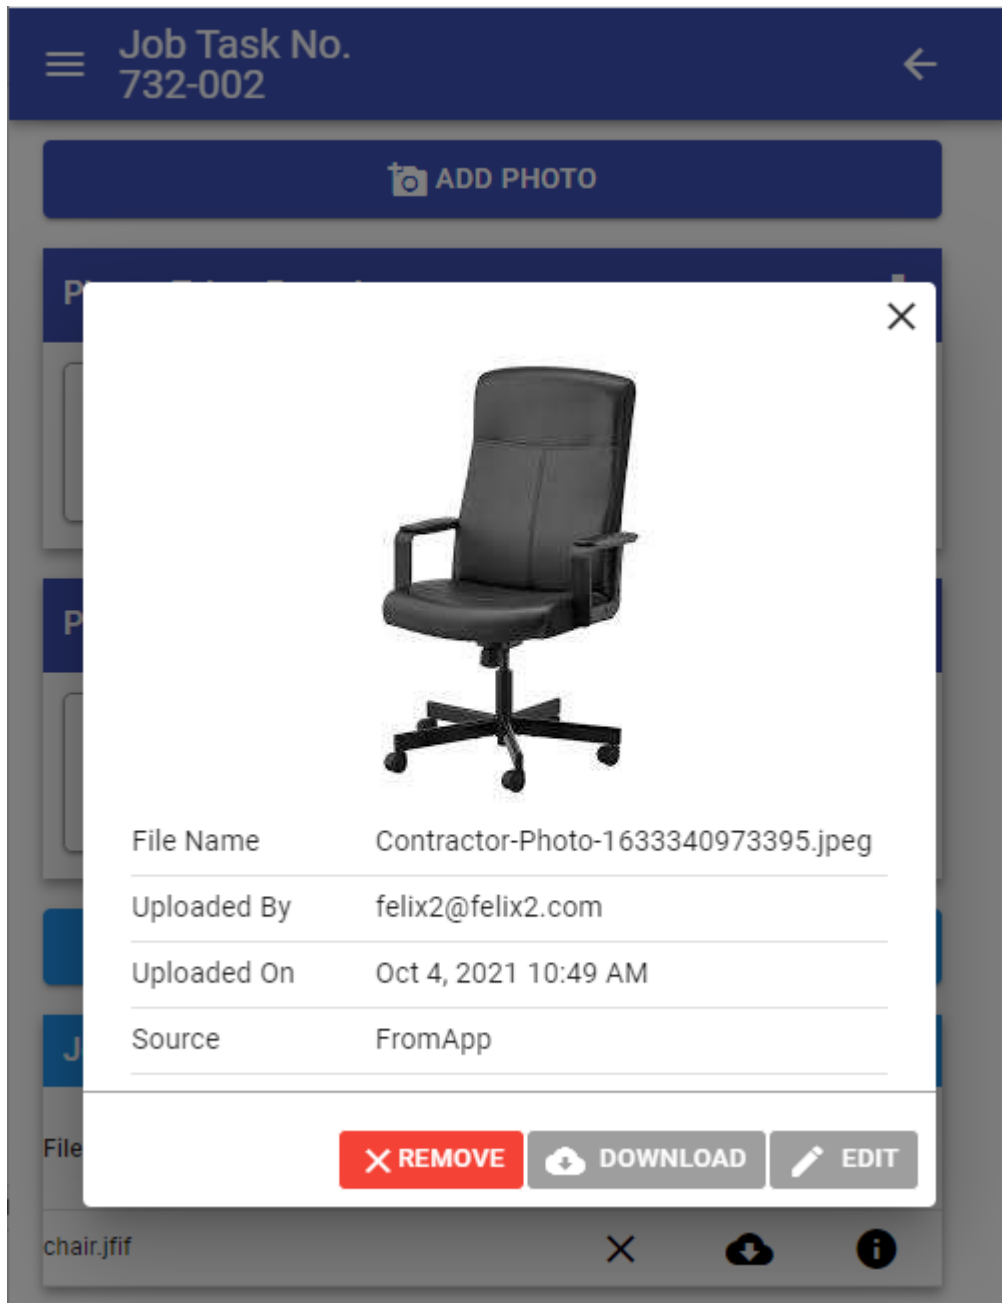 Job Task No.
732-002
ADD PHOTO
File Name Contractor-Photo-1633340973395.jpeg
Uploaded By felix2@felix2.com
Uploaded On Oct 4, 2021 10:49 AM
Source FromApp
File
REMOVE DOWNLOAD EDIT
chair.jfif